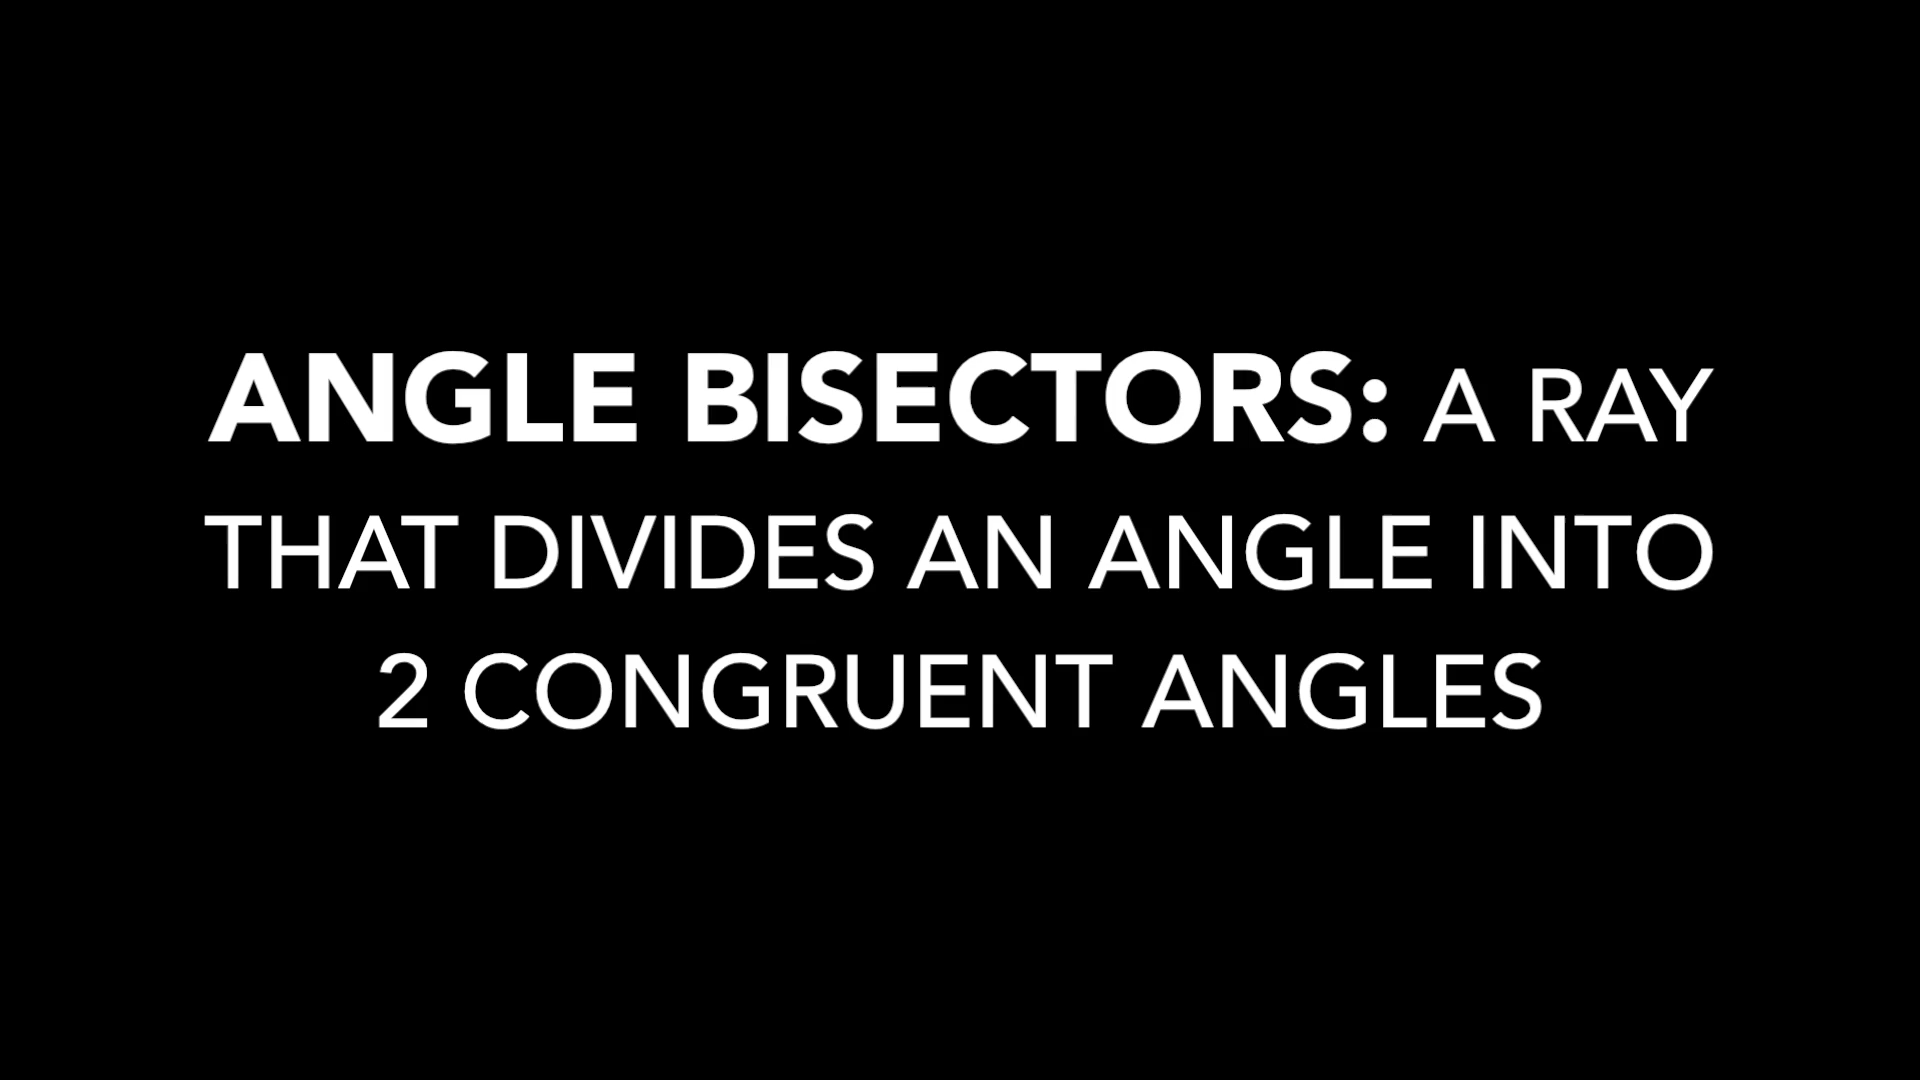 ANGLE BISECTORS: A RAY
THAT DIVIDES AN ANGLE INTO
2 CONGRUENT ANGLES